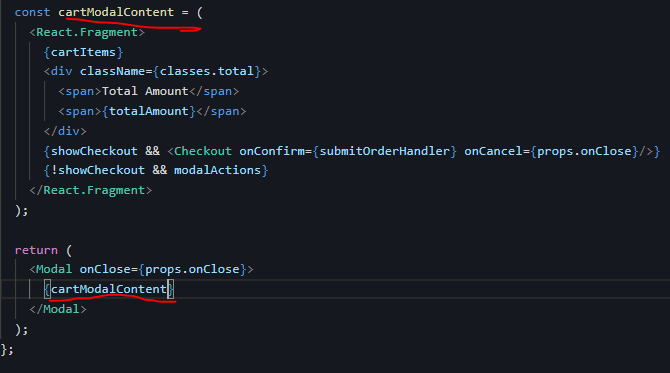 const cartModalContent = (
<React.Fragment>
{cartItems}
<div className={classes.total}>
<span>Total Amount</span>
<span>{totalAmount}</span>
</div>
{showCheckout && <Checkout onConfirm={submitOrderHandler} onCancel={props.onClose}/>}
{!showCheckout && modalActions}
</React.Fragment>
);
return (
<Modal onClose={props.onClose}>
{cartModalContent}
</Modal>
);
};